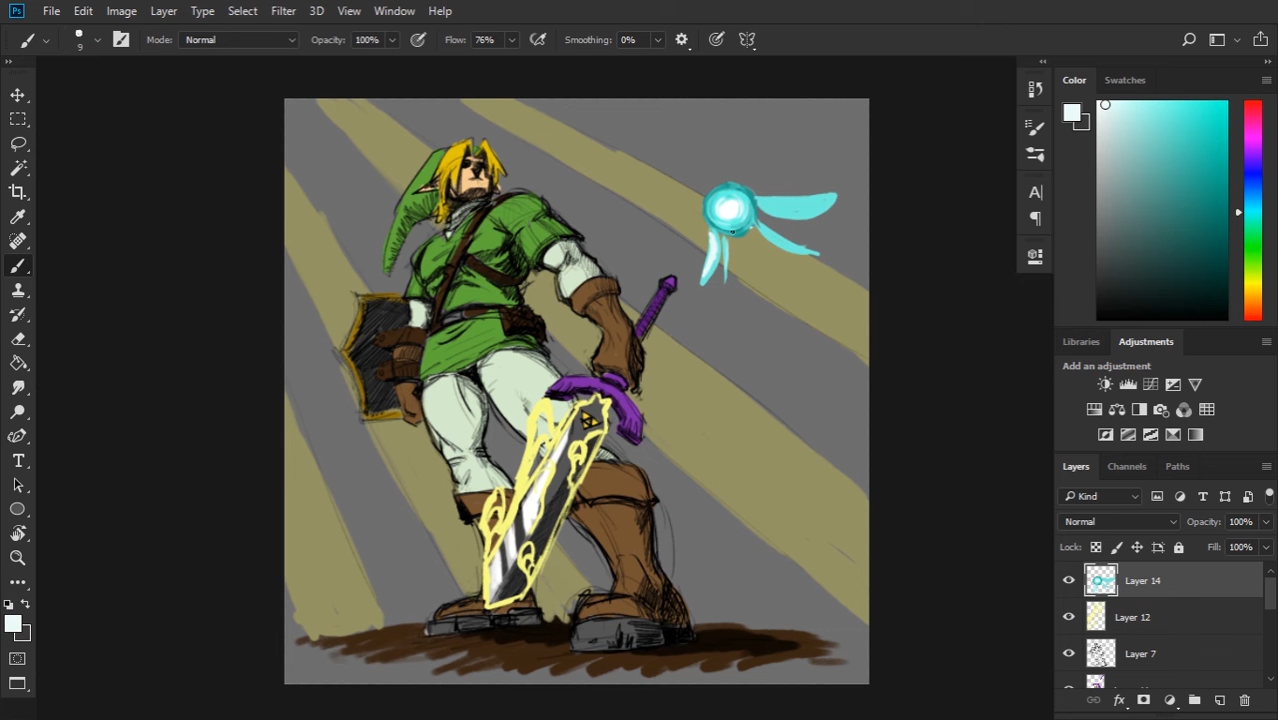 Ps File Edit Image Layer Type Select Filter 3D View Window Help
9 Mode: Normal Opacity: 100% Flow: 76% Smoothing: 0%
Color Swatches
Libraries Adjustments
Add an adjustment
Layers Channels Paths
Kind
Normal Opacity: 100%
Lock: Fill: 100%
Layer 14
Layer 12
Layer 7